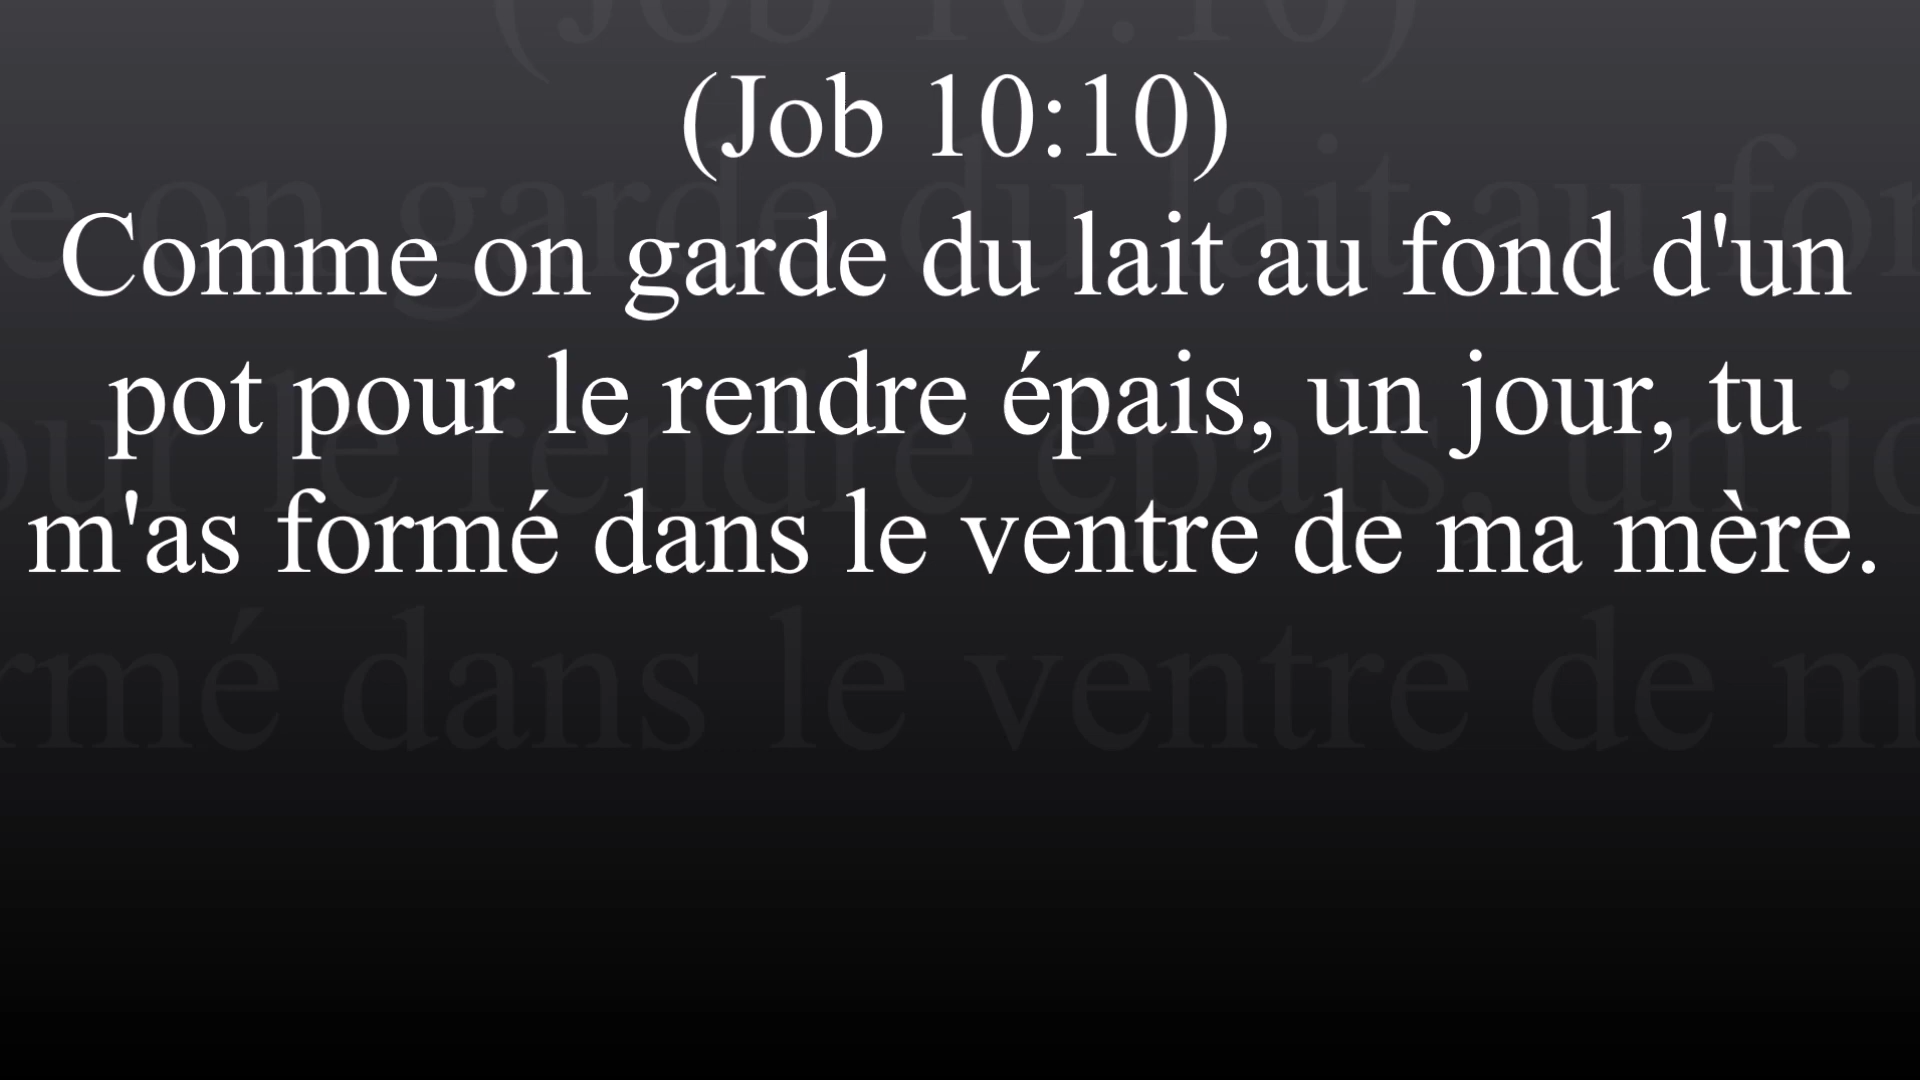 (Job 10:10)
Comme on garde du lait au fond d'un
pot pour le rendre épais, un jour, tu
m'as formé dans le ventre de ma mère.